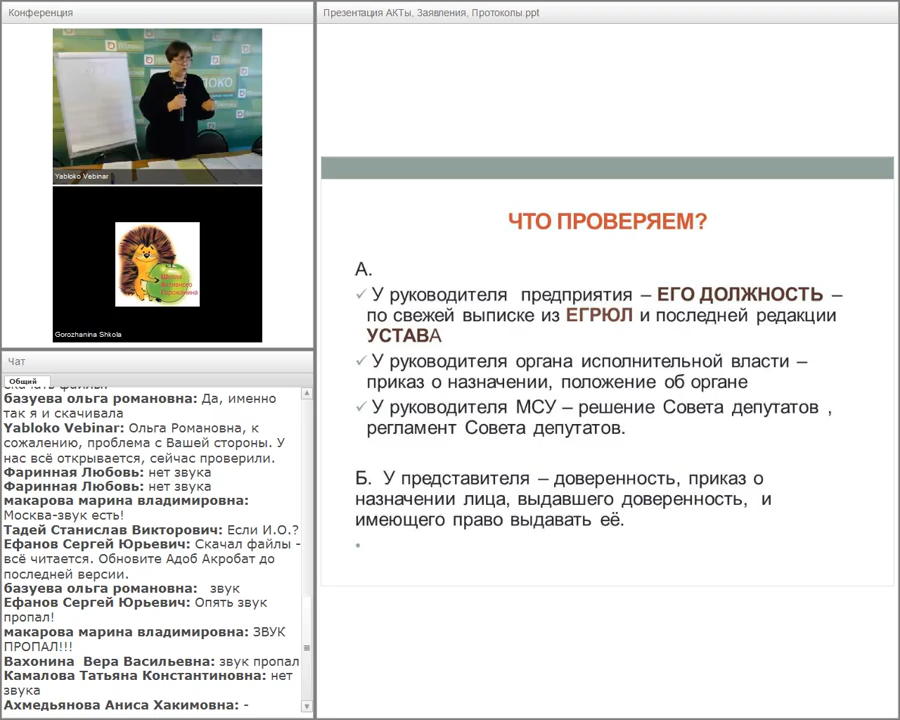 Конференция
ЛОКО
Yabloko Vebinar
Школа
Активного
Горожанина
Gorozhanina Shkola
Чат
Общий
скачать файлы
базуева ольга романовна: Да, именно
так я и скачивала
Yabloko Vebinar: Ольга Романовна, к
сожалению, проблема с Вашей стороны. У
нас всё открывается, сейчас проверили.
Фаринная Любовь: нет звука
Фаринная Любовь: нет звука
макарова марина владимировна:
Москва-звук есть!
Тадей Станислав Викторович: Если И.О.?
Ефанов Сергей Юрьевич: Скачал файлы -
всё читается. Обновите Адоб Акробат до
последней версии.
базуева ольга романовна: звук
Ефанов Сергей Юрьевич: Опять звук
пропал!
макарова марина владимировна: ЗВУК
ПРОПАЛ!!!
Вахонина Вера Васильевна: звук пропал
Камалова Татьяна Константиновна: нет
звука
Ахмедьянова Аниса Хакимовна: -
Презентация АКТы, Заявления, Протоколы.ppt
ЧТО ПРОВЕРЯЕМ?
А.
✓ У руководителя предприятия – ЕГО ДОЛЖНОСТЬ –
по свежей выписке из ЕГРЮЛ и последней редакции
УСТАВА
✓ У руководителя органа исполнительной власти –
приказ о назначении, положение об органе
✓ У руководителя МСУ – решение Совета депутатов ,
регламент Совета депутатов.
Б. У представителя – доверенность, приказ о
назначении лица, выдавшего доверенность, и
имеющего право выдавать её.